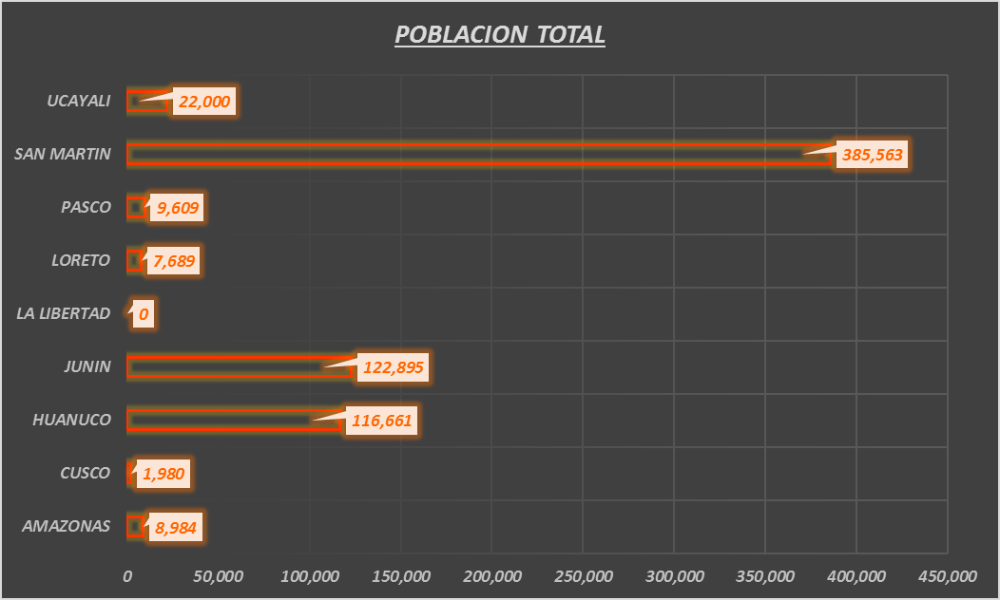 POBLACION TOTAL
UCAYALI 22,000
SAN MARTIN 385,563
PASCO 9,609
LORETO 7,689
LA LIBERTAD 0
JUNIN 122,895
HUANUCO 116,661
CUSCO 1,980
AMAZONAS 8,984
0 50,000 100,000 150,000 200,000 250,000 300,000 350,000 400,000 450,000